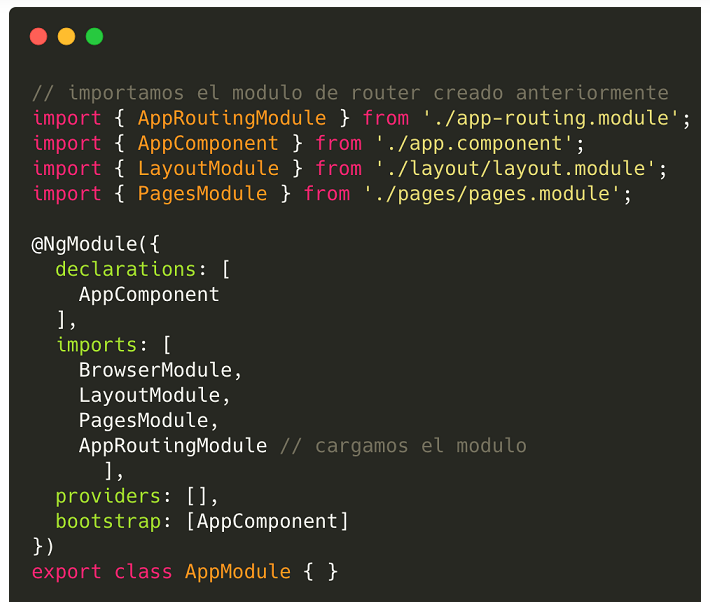 // importamos el modulo de router creado anteriormente
import { AppRoutingModule } from './app-routing.module';
import { AppComponent } from './app.component';
import { LayoutModule } from './layout/layout.module';
import { PagesModule } from './pages/pages.module';

@NgModule({
  declarations: [
    AppComponent
  ],
  imports: [
    BrowserModule,
    LayoutModule,
    PagesModule,
    AppRoutingModule // cargamos el modulo
      ],
  providers: [],
  bootstrap: [AppComponent]
})
export class AppModule { }